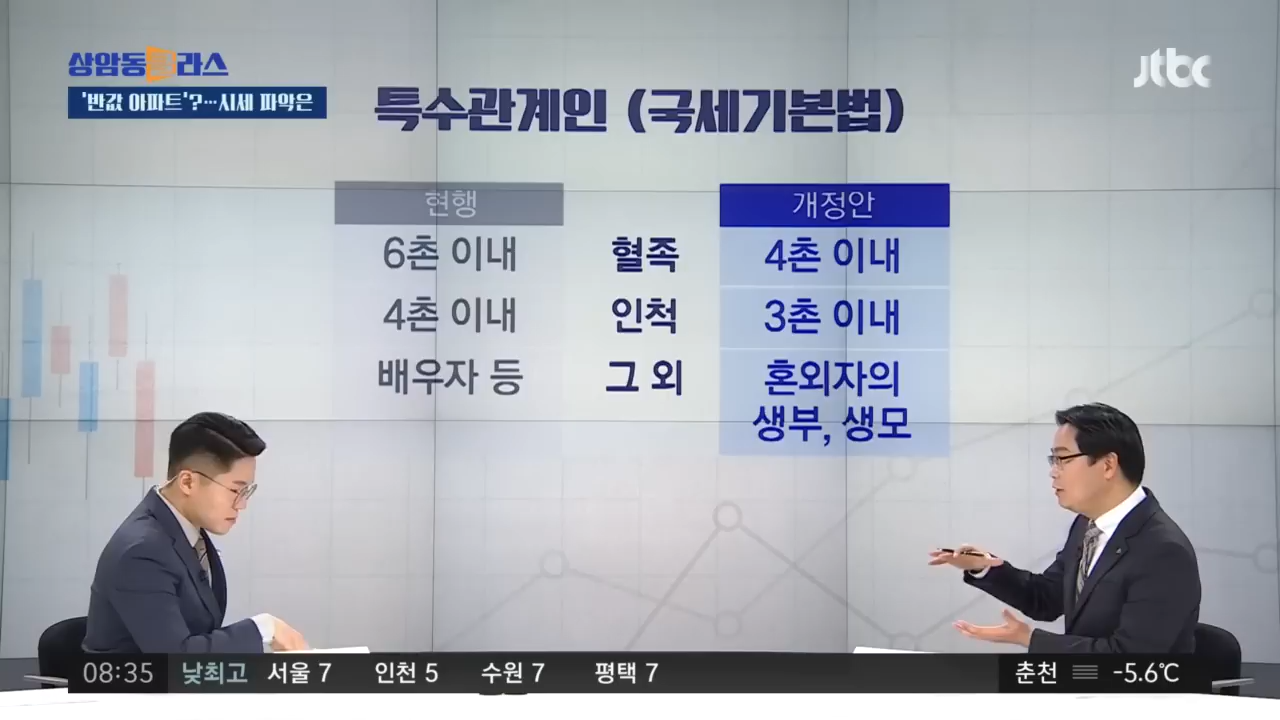 상암동클라스
jtbc
'반값 아파트'?…시세 파악은
특수관계인 (국세기본법)
현행 개정안
6촌 이내 혈족 4촌 이내
4촌 이내 인척 3촌 이내
배우자 등 그 외 혼외자의
생부, 생모
08:35 낮최고 서울 7 인천 5 수원 7 평택 7 춘천 -5.6℃